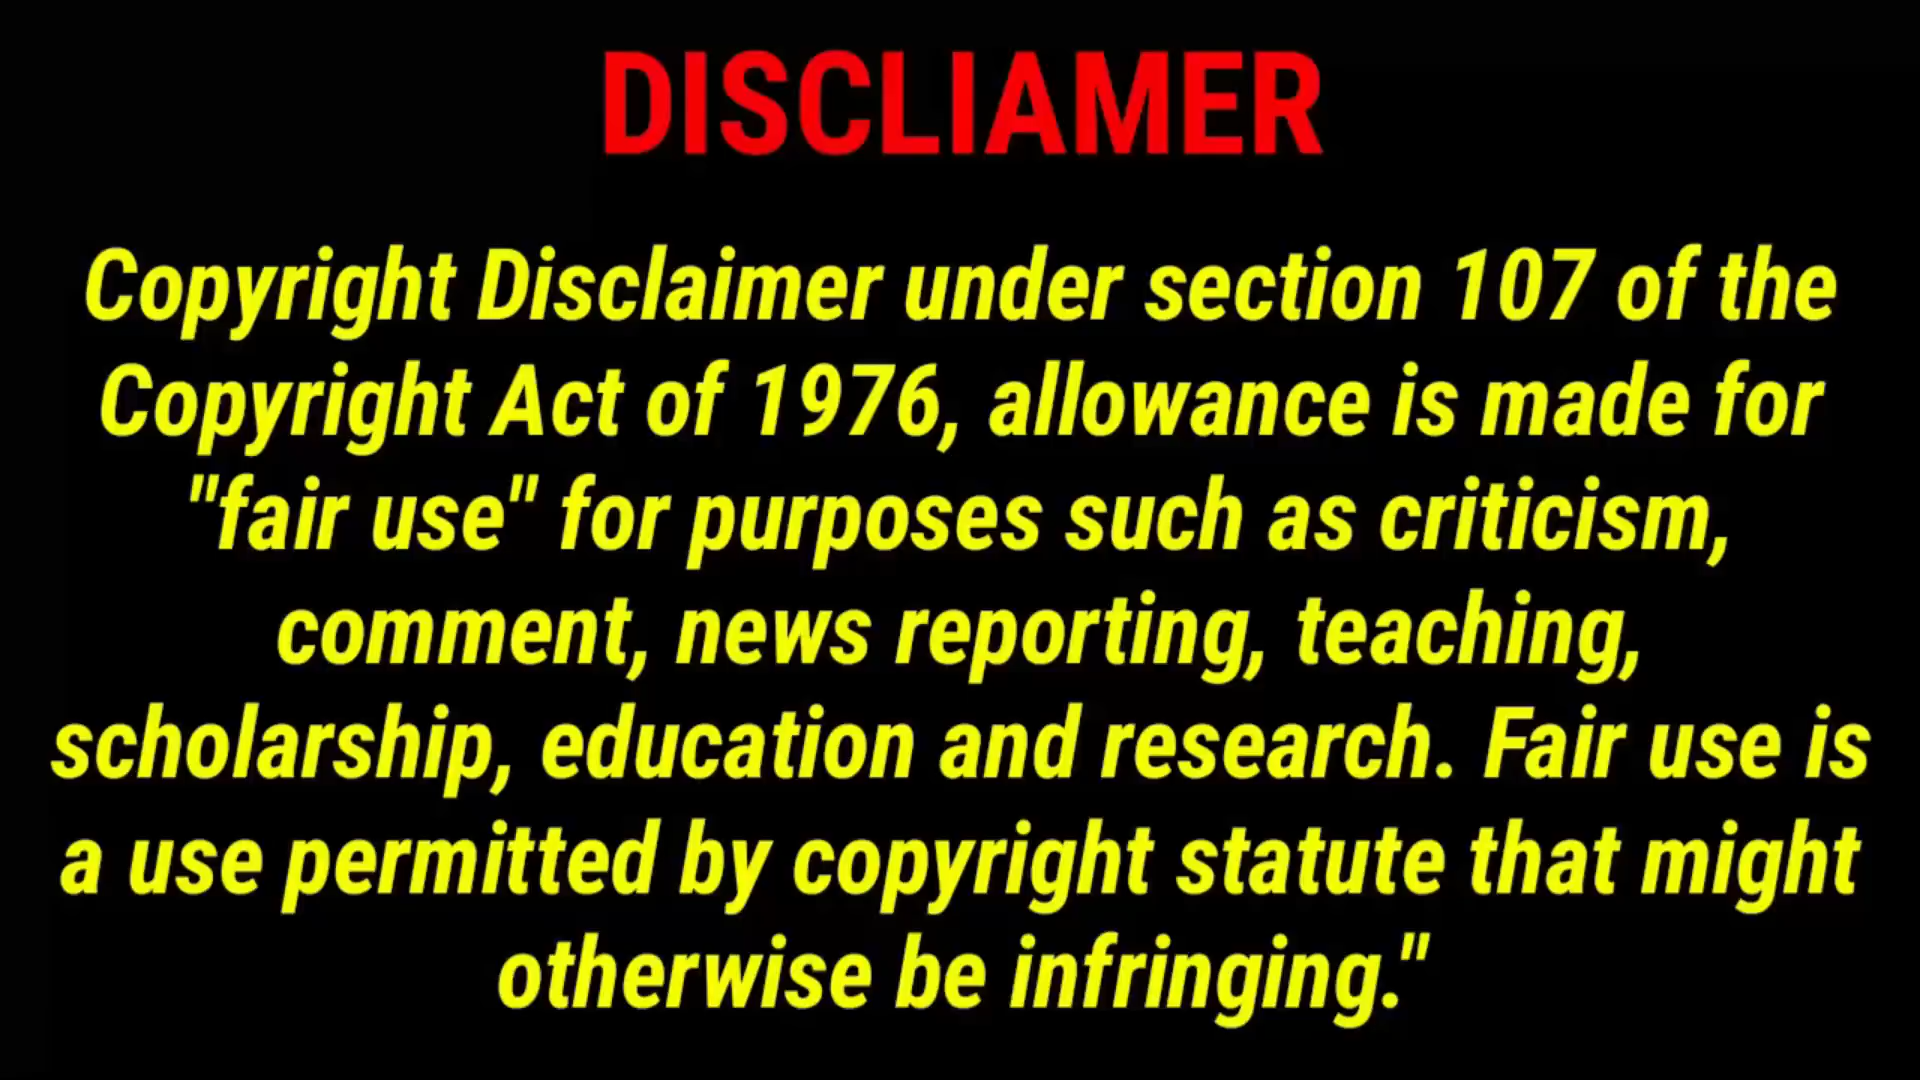 DISCLIAMER
Copyright Disclaimer under section 107 of the
Copyright Act of 1976, allowance is made for
"fair use" for purposes such as criticism,
comment, news reporting, teaching,
scholarship, education and research. Fair use is
a use permitted by copyright statute that might
otherwise be infringing."